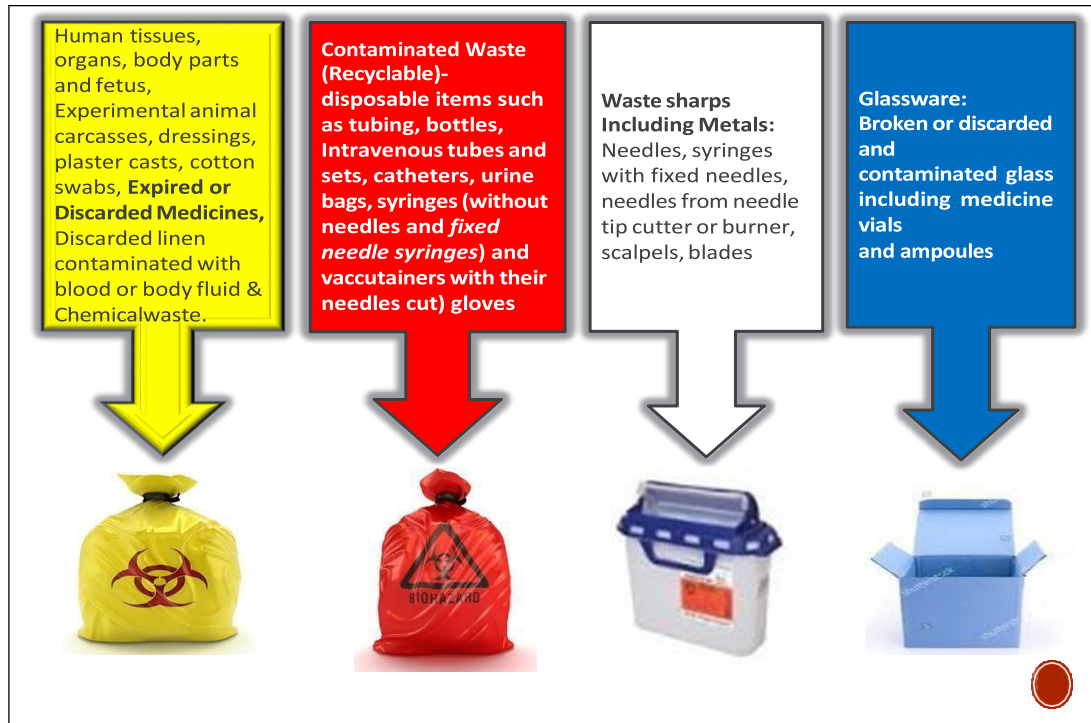 Human tissues,
organs, body parts
and fetus,
Experimental animal
carcasses, dressings,
plaster casts, cotton
swabs, Expired or
Discarded Medicines,
Discarded linen
contaminated with
blood or body fluid &
Chemicalwaste.
Contaminated Waste
(Recyclable)-
disposable items such
as tubing, bottles,
Intravenous tubes and
sets, catheters, urine
bags, syringes (without
needles and fixed
needle syringes) and
vaccutainers with their
needles cut) gloves
Waste sharps
Including Metals:
Needles, syringes
with fixed needles,
needles from needle
tip cutter or burner,
scalpels, blades
Glassware:
Broken or discarded
and
contaminated glass
including medicine
vials
and ampoules
BIOHAZARD
shutterstock